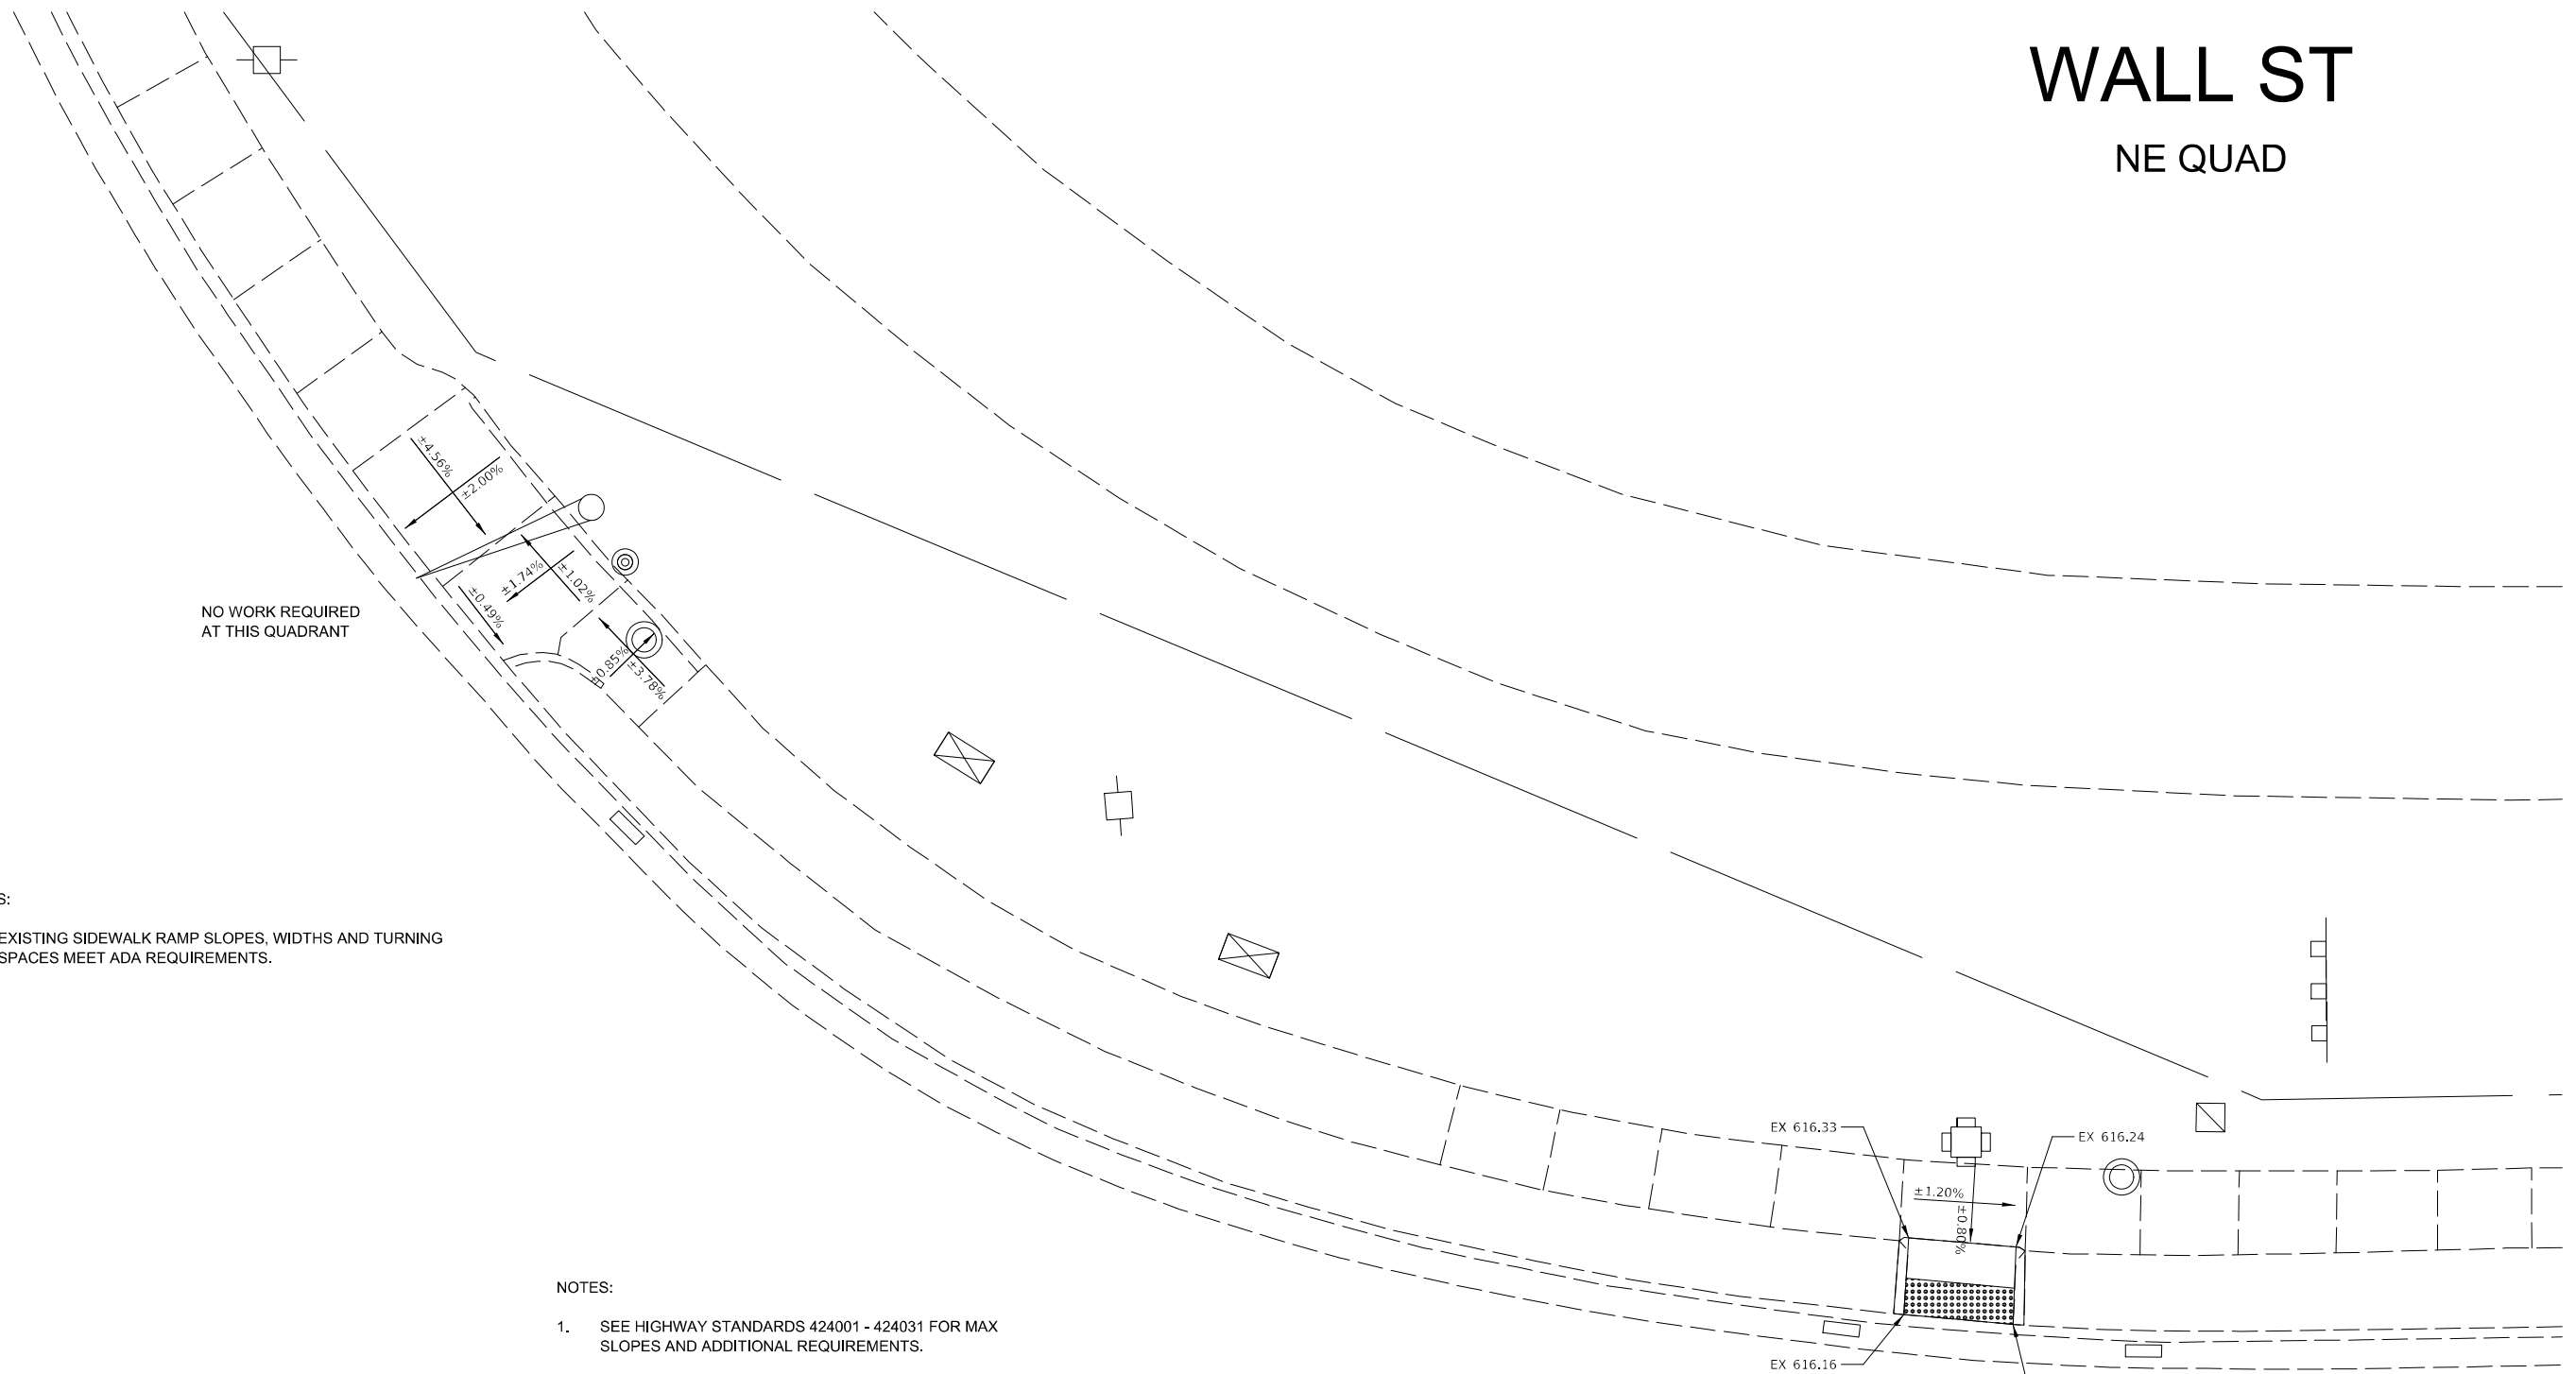 WALL ST
NE QUAD
±4.56%
±2.00%
±1.74%
±1.02%
±0.49%
±0.85%
±3.78%
NO WORK REQUIRED
AT THIS QUADRANT
S:
EXISTING SIDEWALK RAMP SLOPES, WIDTHS AND TURNING
SPACES MEET ADA REQUIREMENTS.
EX 616.33
EX 616.24
±1.20%
±0.80%
EX 616.16
NOTES:
1. SEE HIGHWAY STANDARDS 424001 - 424031 FOR MAX
SLOPES AND ADDITIONAL REQUIREMENTS.